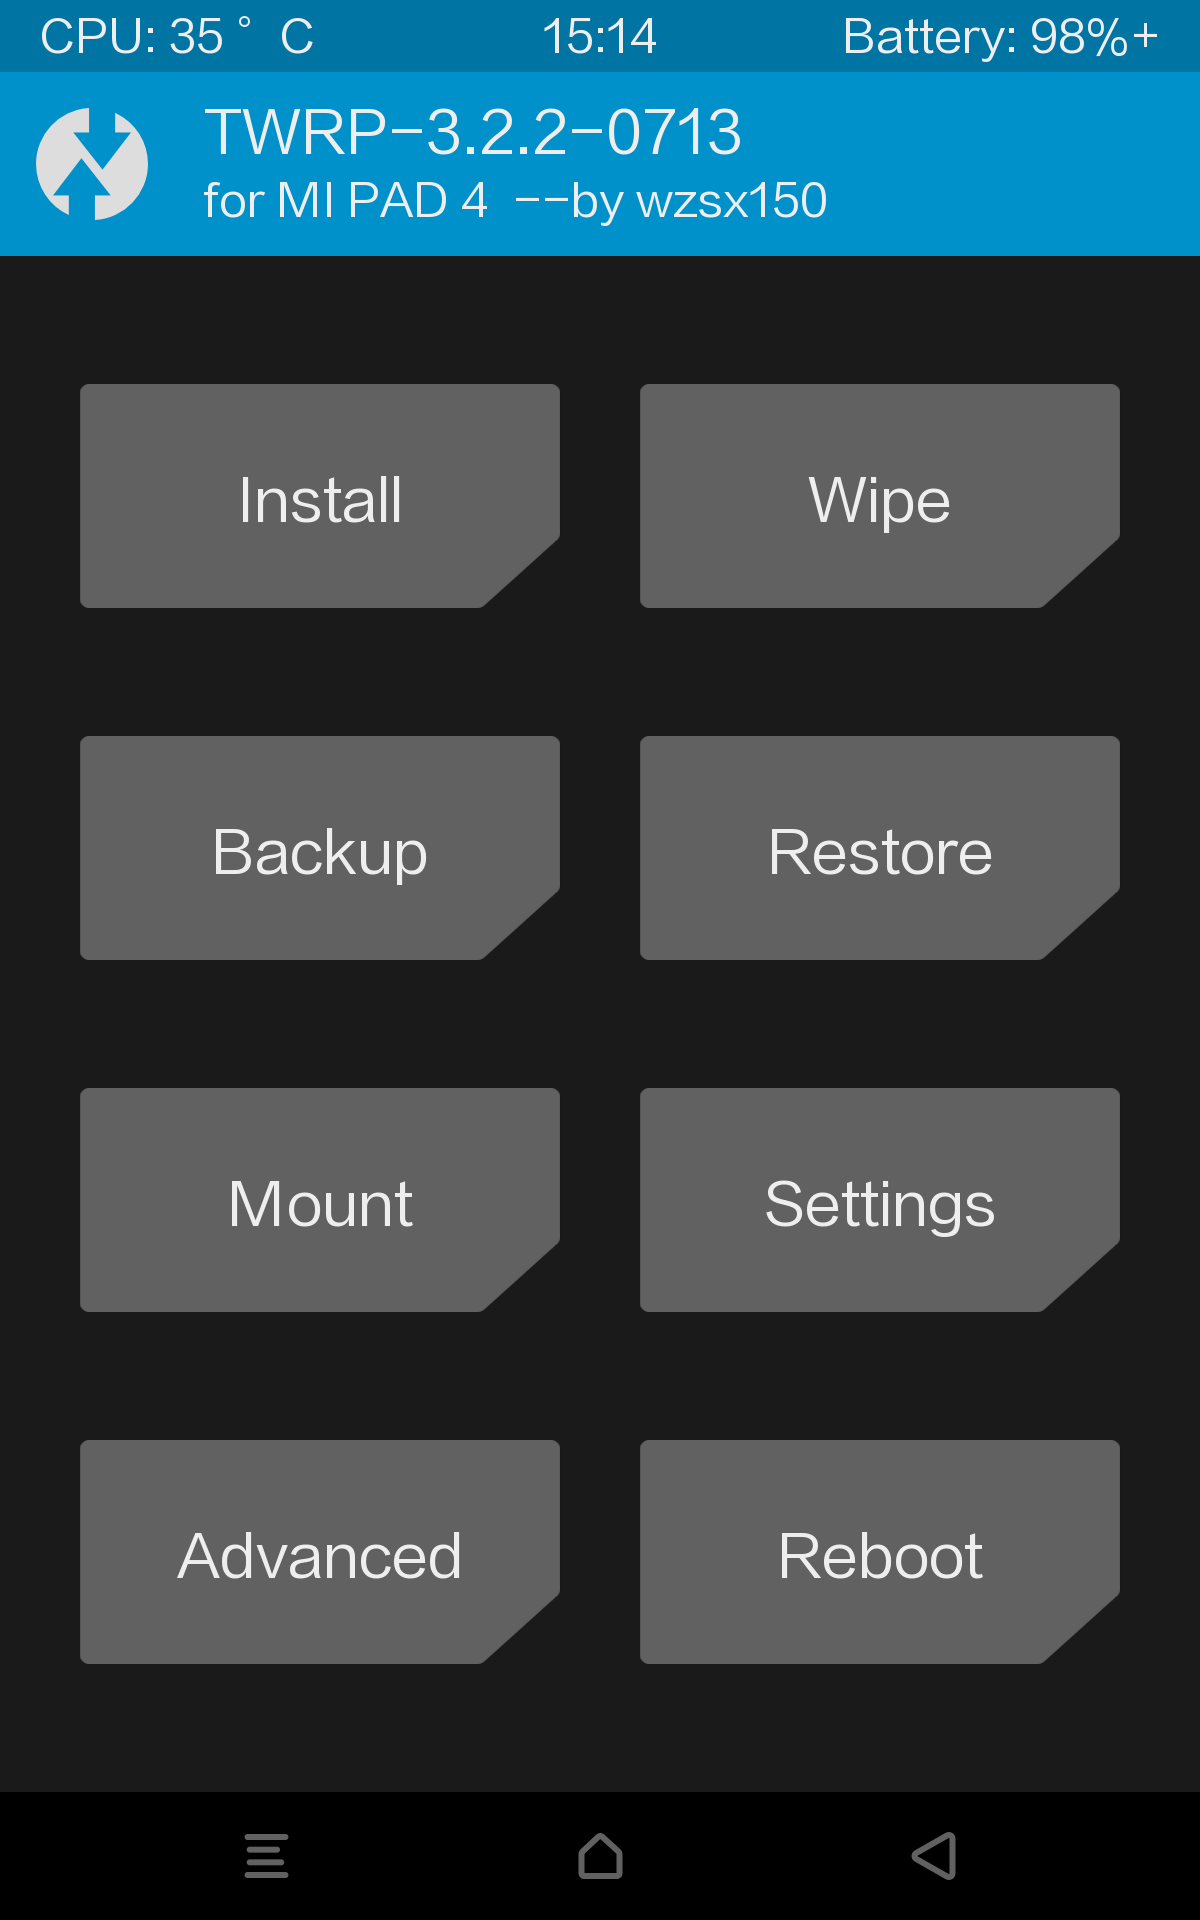 CPU: 35°C 15:14 Battery: 98%+
TWRP-3.2.2-0713
for MI PAD 4 --by wzsx150
Install Wipe
Backup Restore
Mount Settings
Advanced Reboot